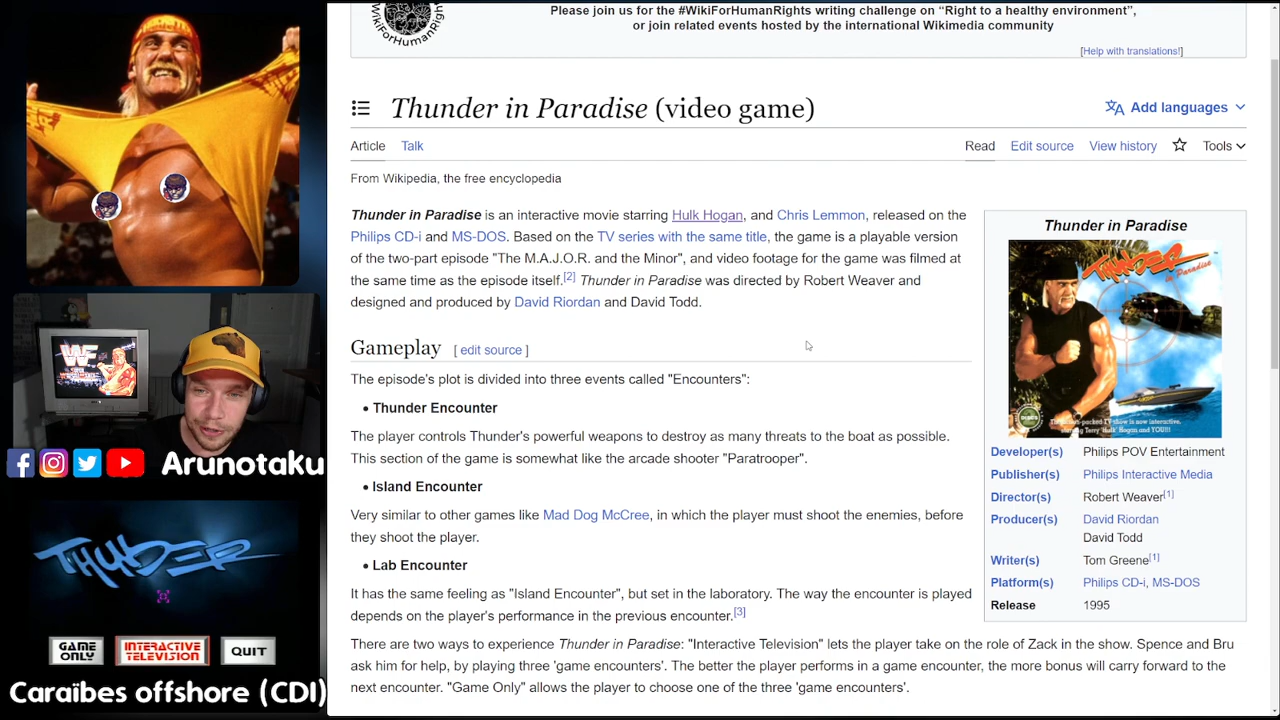 Please join us for the #WikiForHumanRights writing challenge on “Right to a healthy environment”,
or join related events hosted by the international Wikimedia community
[Help with translations!]
Thunder in Paradise (video game)
Add languages
Article Talk Read Edit source View history Tools
From Wikipedia, the free encyclopedia
Thunder in Paradise is an interactive movie starring Hulk Hogan, and Chris Lemmon, released on the
Philips CD-i and MS-DOS. Based on the TV series with the same title, the game is a playable version
of the two-part episode "The M.A.J.O.R. and the Minor", and video footage for the game was filmed at
the same time as the episode itself.[2] Thunder in Paradise was directed by Robert Weaver and
designed and produced by David Riordan and David Todd.
Gameplay [ edit source ]
The episode's plot is divided into three events called "Encounters":
• Thunder Encounter
The player controls Thunder's powerful weapons to destroy as many threats to the boat as possible.
This section of the game is somewhat like the arcade shooter "Paratrooper".
• Island Encounter
Very similar to other games like Mad Dog McCree, in which the player must shoot the enemies, before
they shoot the player.
• Lab Encounter
It has the same feeling as "Island Encounter", but set in the laboratory. The way the encounter is played
depends on the player's performance in the previous encounter.[3]
There are two ways to experience Thunder in Paradise: "Interactive Television" let the player take on the role of Zack in the show. Spence and Bru
ask him for help, by playing three 'game encounters'. The better the player performs in a game encounter, the more bonus will carry forward to the
next encounter. "Game Only" allows the player to choose one of the three 'game encounters'.
Thunder in Paradise
THUNDER
in Paradise
Developer(s) Philips POV Entertainment
Publisher(s) Philips Interactive Media
Director(s) Robert Weaver[1]
Producer(s) David Riordan
David Todd
Writer(s) Tom Greene[1]
Platform(s) Philips CD-i, MS-DOS
Release 1995
Arunotaku
THUNDER
GAME
ONLY
INTERACTIVE
TELEVISION
QUIT
Caraïbes offshore (CDI)